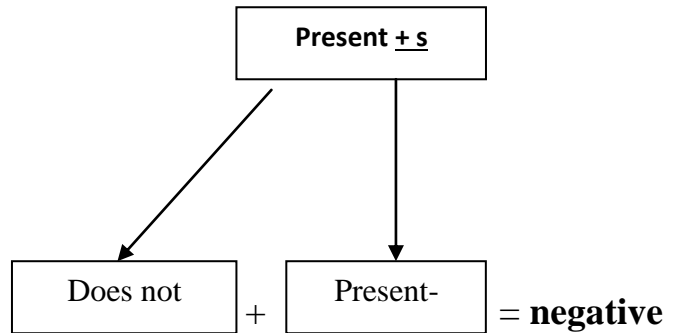 Present + s
Does not + Present- = negative